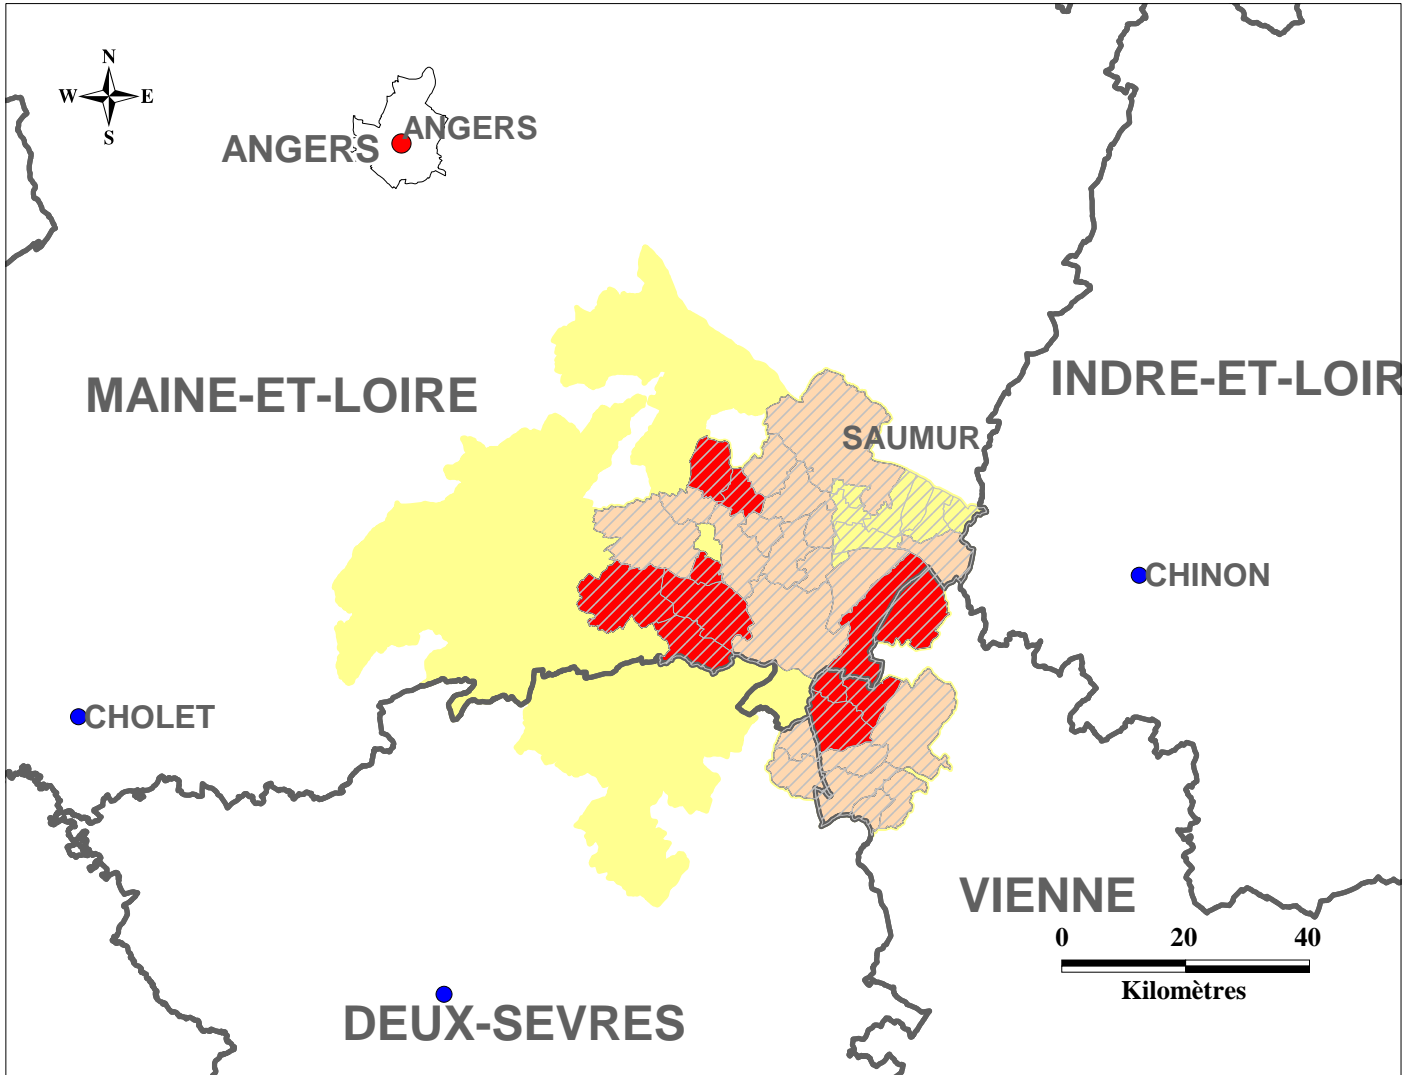 N
W E
S
ANGERS
ANGERS
MAINE-ET-LOIRE
INDRE-ET-LOIR
SAUMUR
CHINON
CHOLET
VIENNE
0 20 40
Kilomètres
DEUX-SEVRES